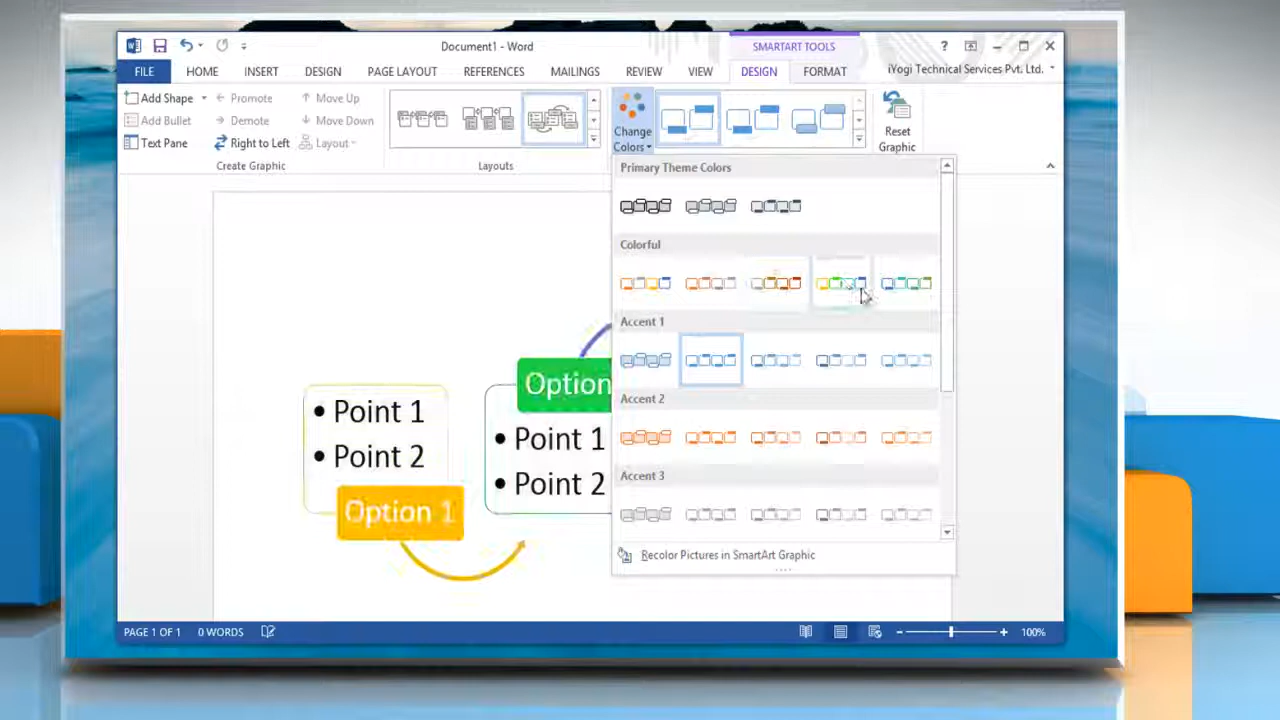 Document1 - Word
SMARTART TOOLS
?
FILE
HOME
INSERT
DESIGN
PAGE LAYOUT
REFERENCES
MAILINGS
REVIEW
VIEW
DESIGN
FORMAT
iYogi Technical Services Pvt. Ltd.
Add Shape
Promote
Move Up
Add Bullet
Demote
Move Down
Text Pane
Right to Left
Layout
Create Graphic
Layouts
Change
Colors
Reset
Graphic
Primary Theme Colors
Colorful
Accent 1
Accent 2
Accent 3
Recolor Pictures in SmartArt Graphic
• Point 1
• Point 2
Option 1
Option
• Point 1
• Point 2
PAGE 1 OF 1
0 WORDS
100%